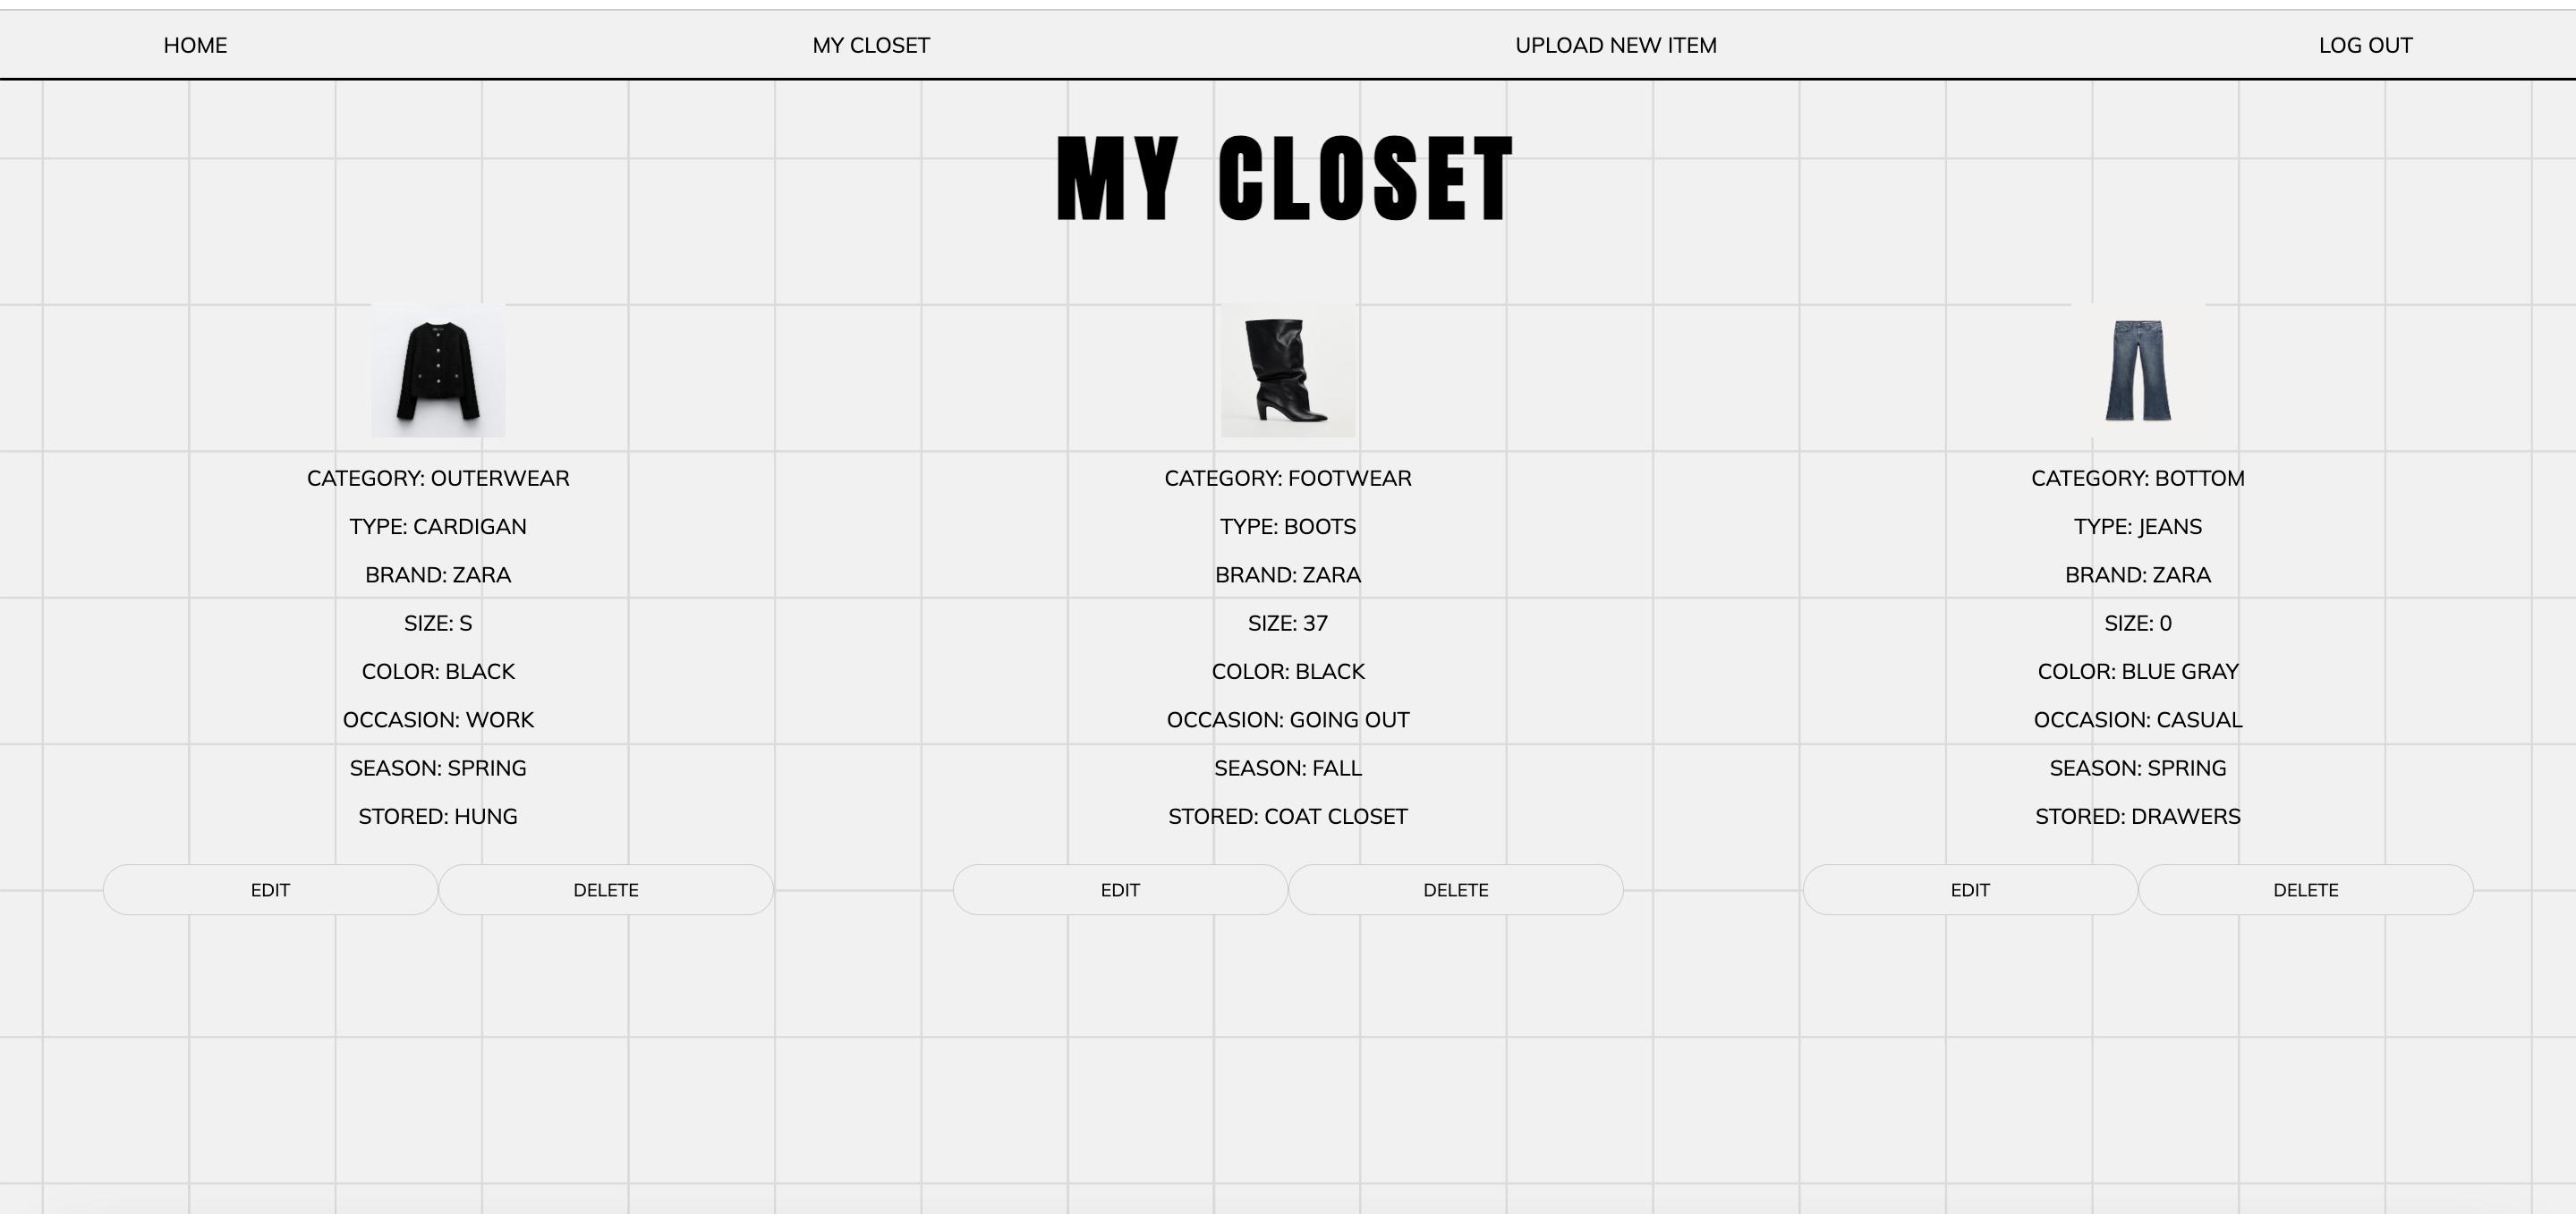 HOME MY CLOSET UPLOAD NEW ITEM LOG OUT
MY CLOSET
CATEGORY: OUTERWEAR
TYPE: CARDIGAN
BRAND: ZARA
SIZE: S
COLOR: BLACK
OCCASION: WORK
SEASON: SPRING
STORED: HUNG
EDIT DELETE
CATEGORY: FOOTWEAR
TYPE: BOOTS
BRAND: ZARA
SIZE: 37
COLOR: BLACK
OCCASION: GOING OUT
SEASON: FALL
STORED: COAT CLOSET
EDIT DELETE
CATEGORY: BOTTOM
TYPE: JEANS
BRAND: ZARA
SIZE: 0
COLOR: BLUE GRAY
OCCASION: CASUAL
SEASON: SPRING
STORED: DRAWERS
EDIT DELETE